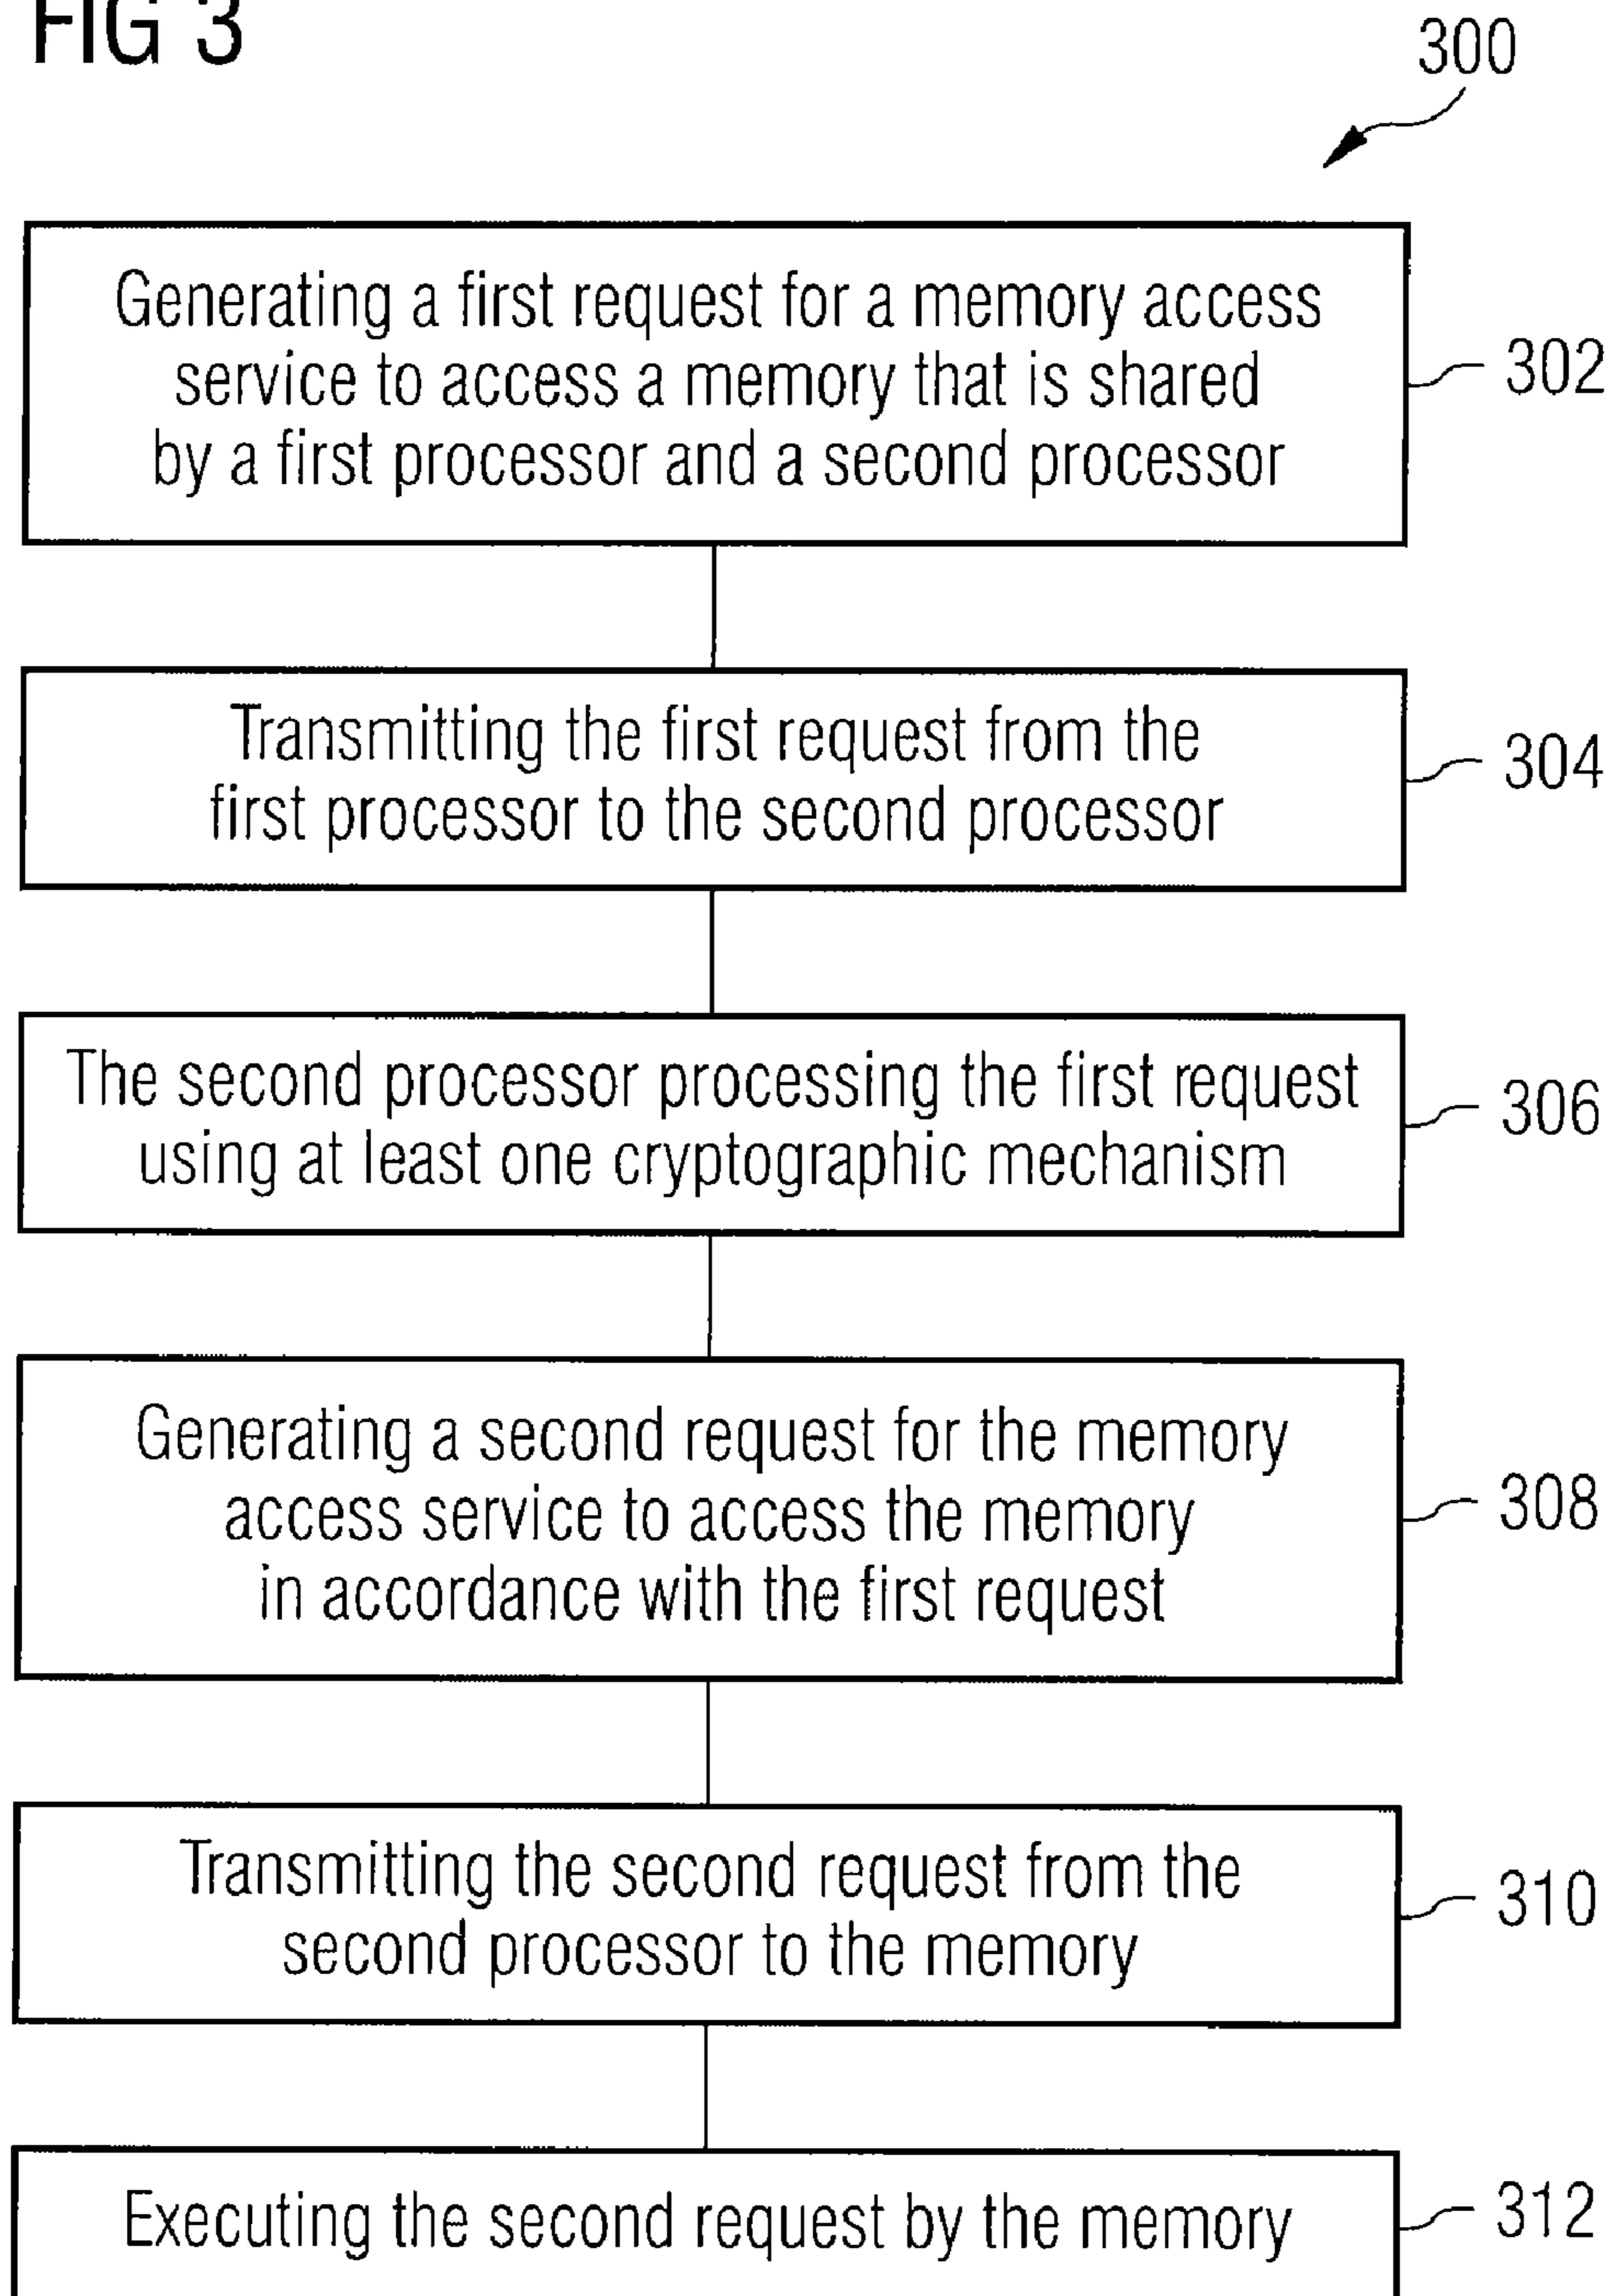 FIG 3
300
Generating a first request for a memory access
service to access a memory that is shared
by a first processor and a second processor
302
Transmitting the first request from the
first processor to the second processor
304
The second processor processing the first request
using at least one cryptographic mechanism
306
Generating a second request for the memory
access service to access the memory
in accordance with the first request
308
Transmitting the second request from the
second processor to the memory
310
Executing the second request by the memory
312